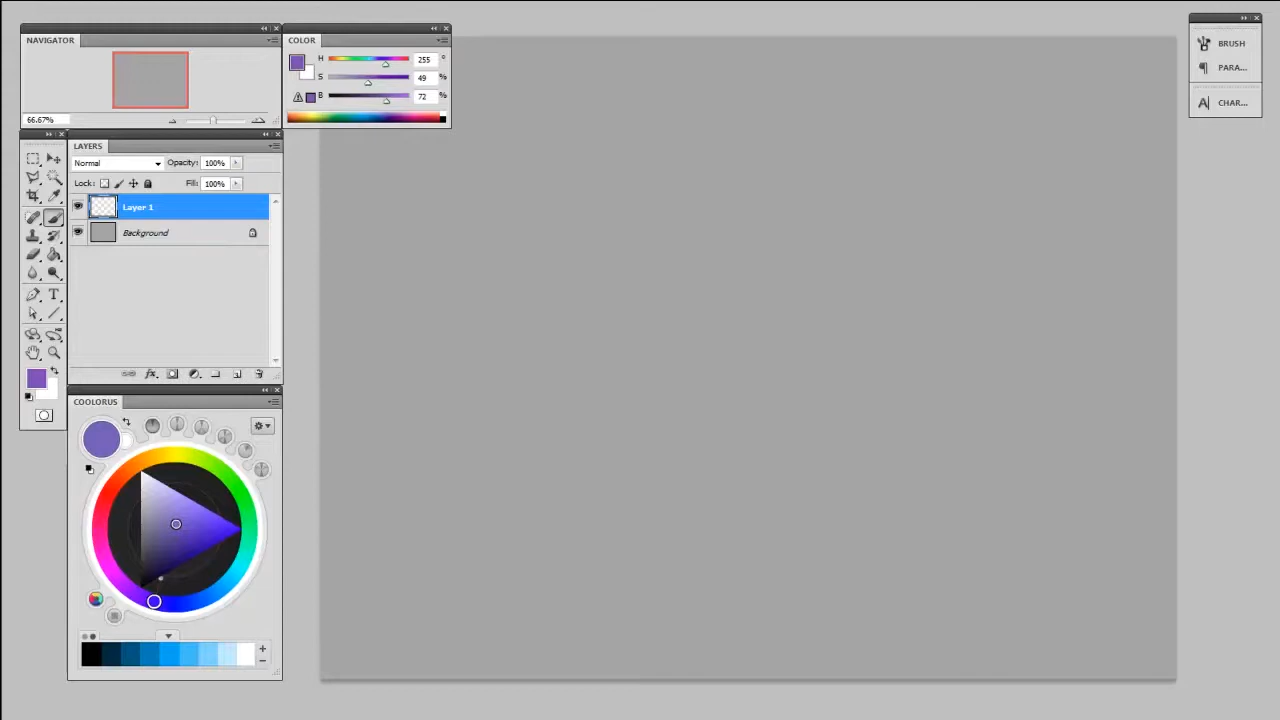 NAVIGATOR
66.67%
COLOR
H 255 °
S 49 %
B 72 %
LAYERS
Normal Opacity: 100%
Lock: Fill: 100%
Layer 1
Background
T
COOLORUS
BRUSH
PARA...
A CHAR...